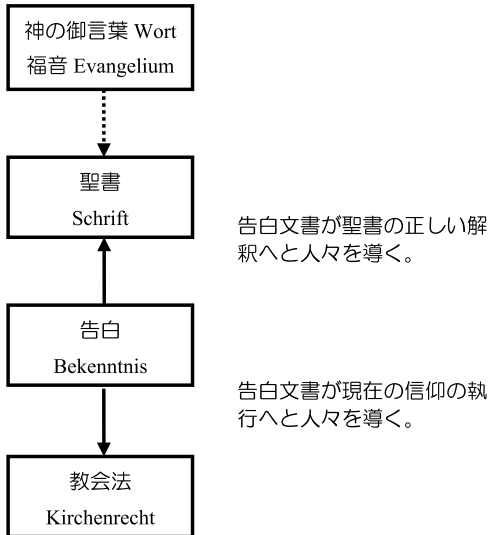 神の御言葉 Wort
福音 Evangelium
聖書
Schrift
告白文書が聖書の正しい解
釈へと人々を導く。
告白
Bekenntnis
告白文書が現在の信仰の執
行へと人々を導く。
教会法
Kirchenrecht